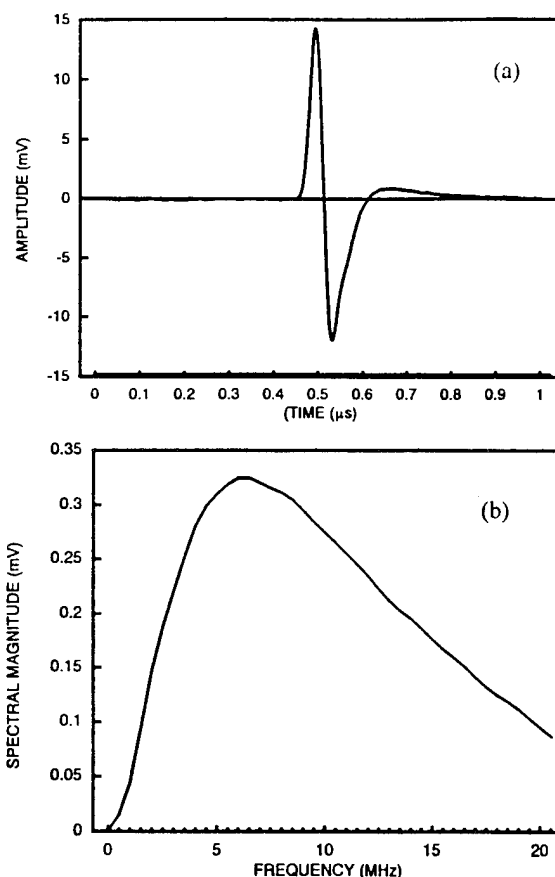 15
10
5
0
-5
-10
-15
AMPLITUDE (mV)
(a)
0 0.1 0.2 0.3 0.4 0.5 0.6 0.7 0.8 0.9 1
(TIME (μs)
0.35
0.3
0.25
0.2
0.15
0.1
0.05
0
SPECTRAL MAGNITUDE (mV)
(b)
0 5 10 15 20
FREQUENCY (MHz)